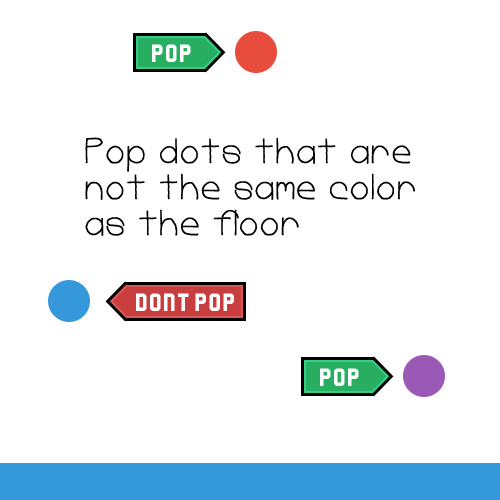 POP
Pop dots that are
not the same color
as the floor
DONT POP
POP